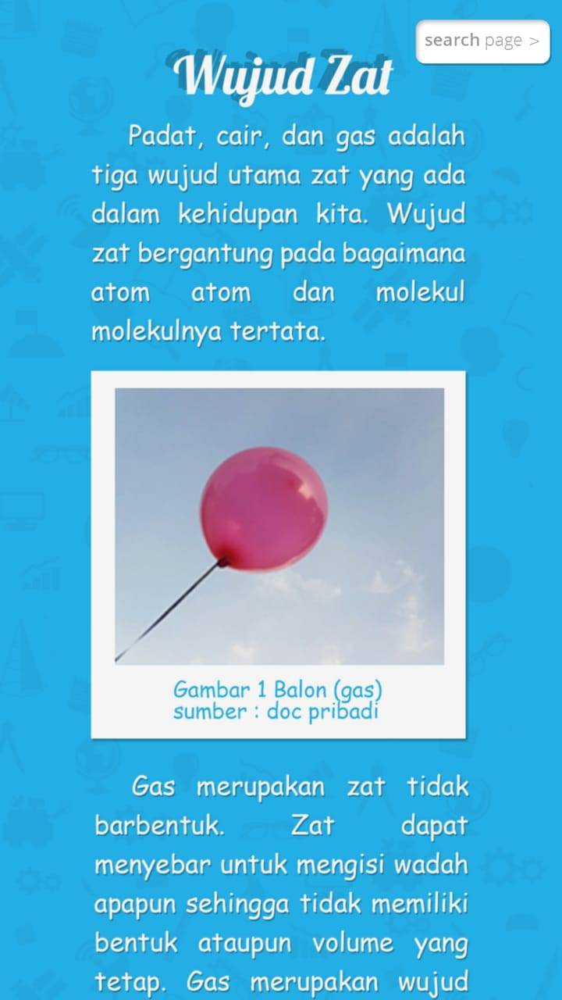 search page >
Wujud Zat
Padat, cair, dan gas adalah
tiga wujud utama zat yang ada
dalam kehidupan kita. Wujud
zat bergantung pada bagaimana
atom atom dan molekul
molekulnya tertata.
Gambar 1 Balon (gas)
sumber : doc pribadi
Gas merupakan zat tidak
barbentuk. Zat dapat
menyebar untuk mengisi wadah
apapun sehingga tidak memiliki
bentuk ataupun volume yang
tetap. Gas merupakan wujud